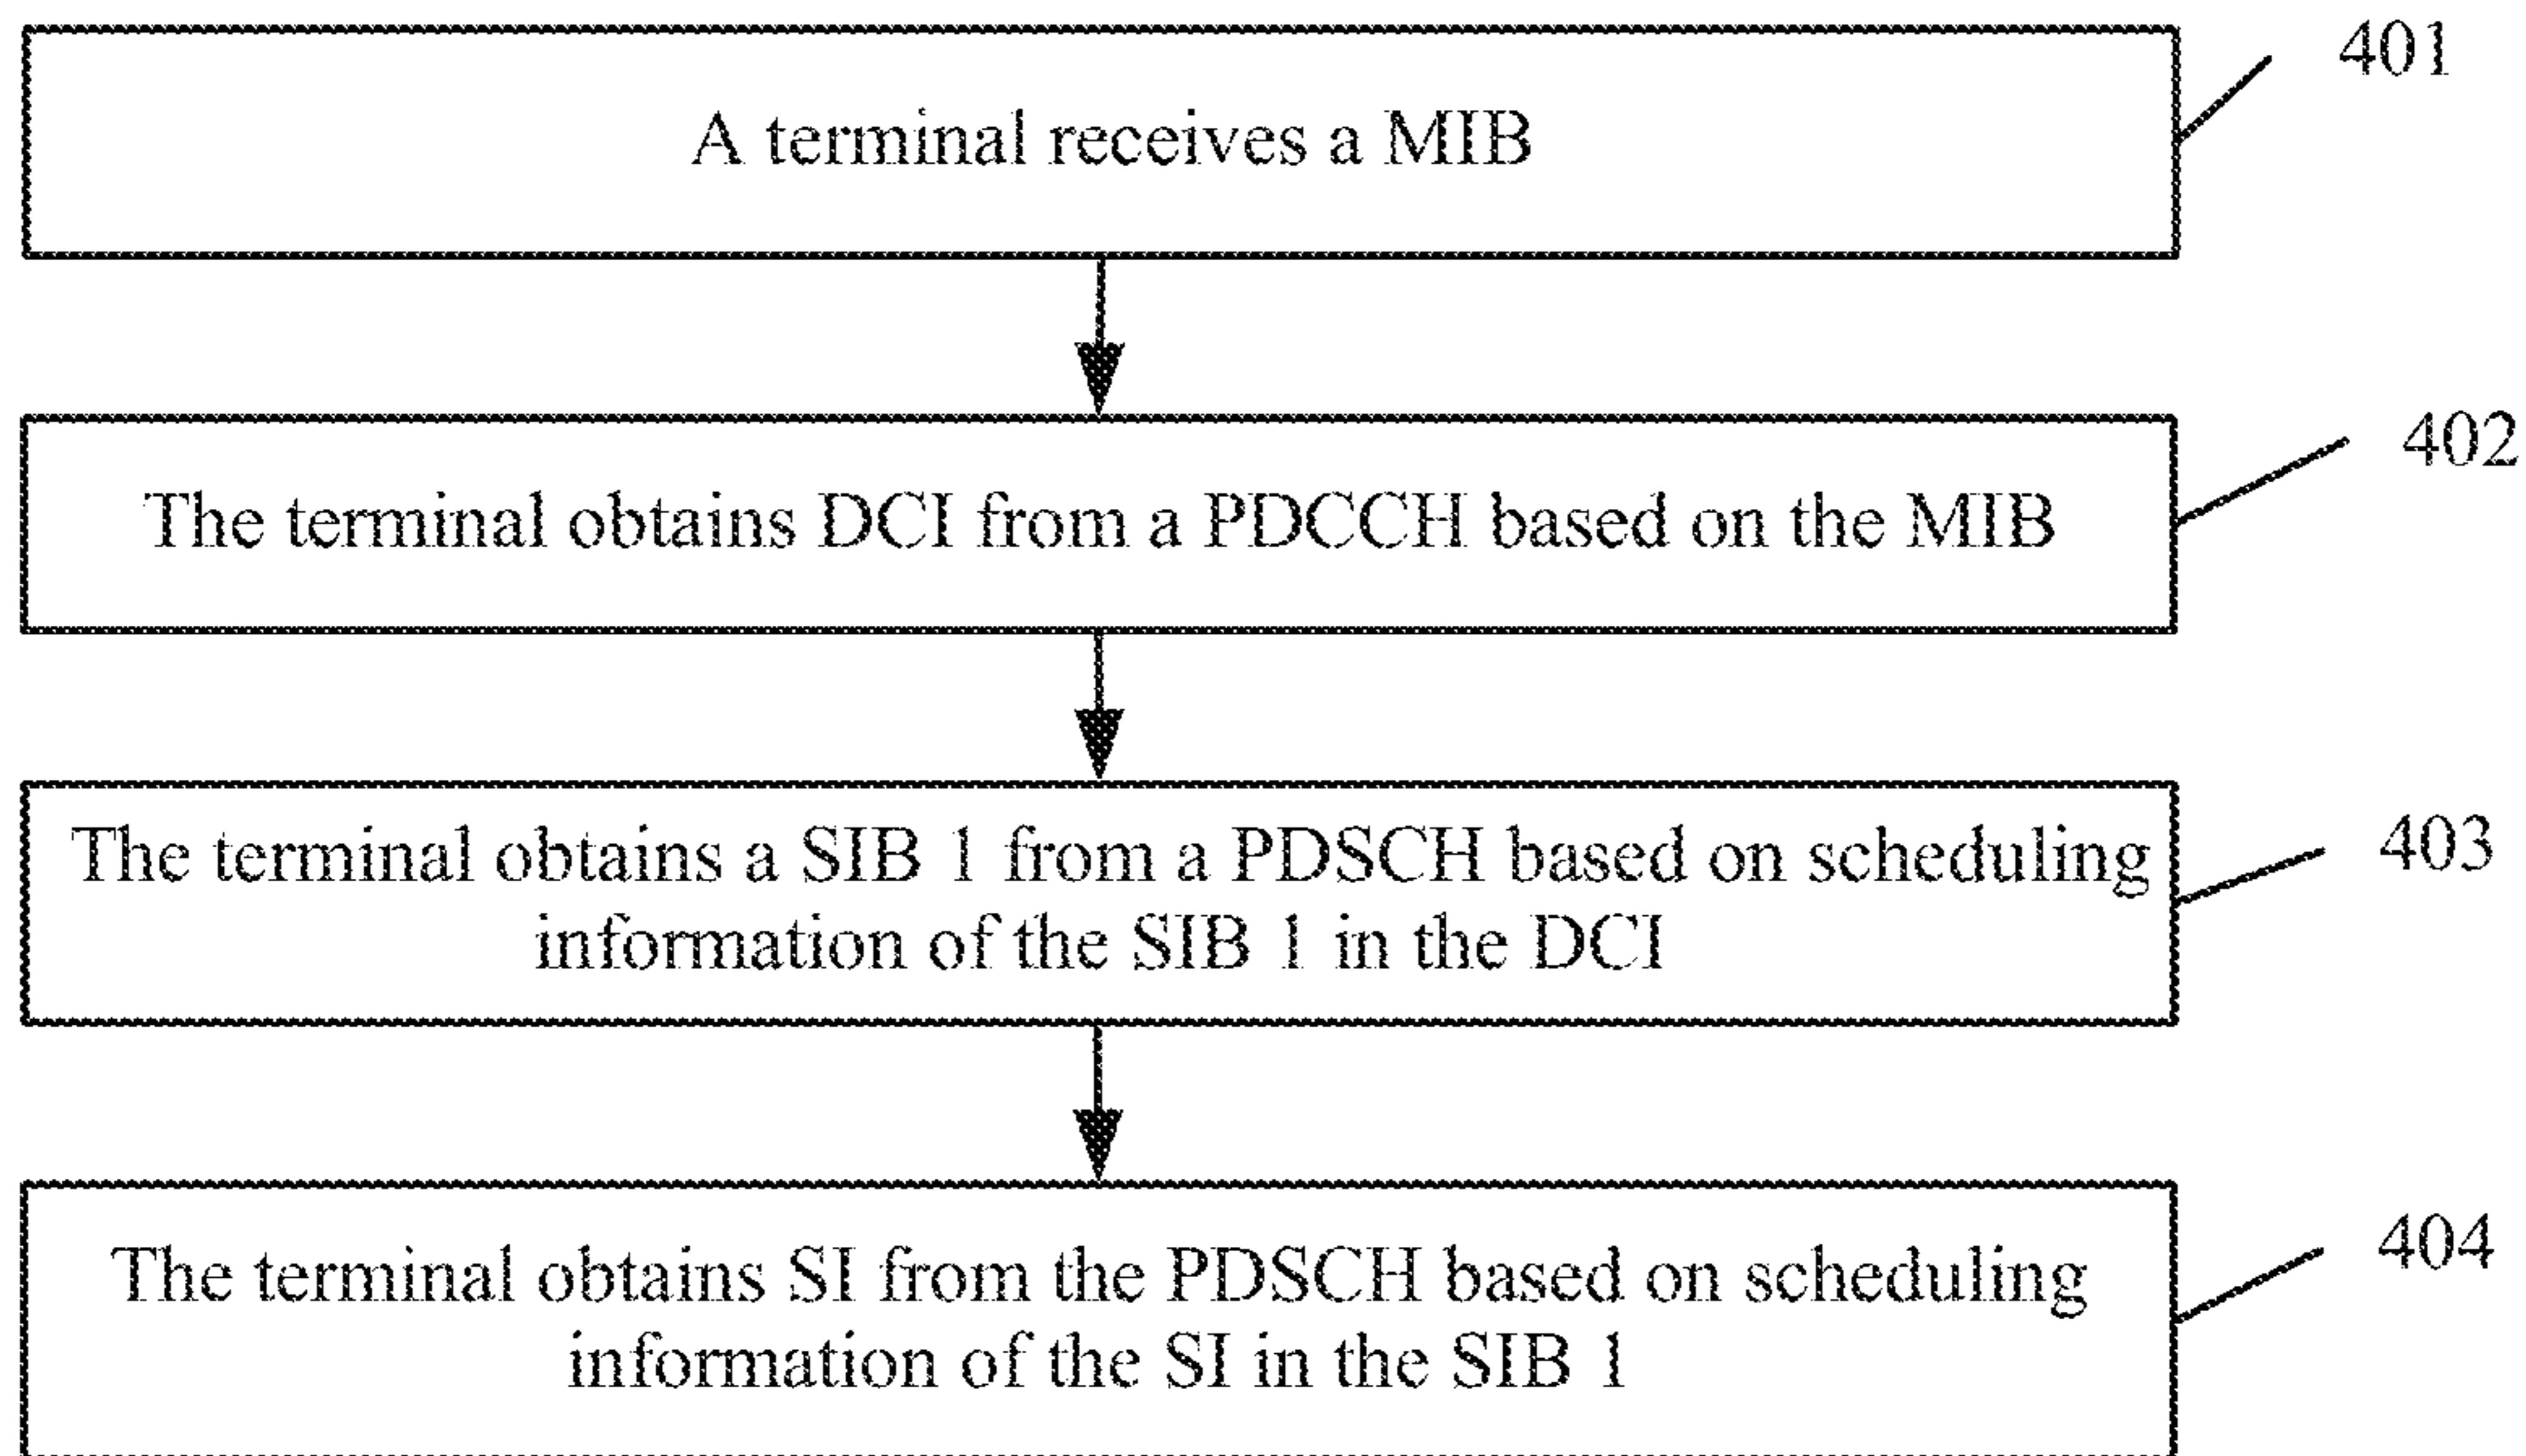 401
A terminal receives a MIB
402
The terminal obtains DCI from a PDCCH based on the MIB
403
The terminal obtains a SIB 1 from a PDSCH based on scheduling
information of the SIB 1 in the DCI
404
The terminal obtains SI from the PDSCH based on scheduling
information of the SI in the SIB 1